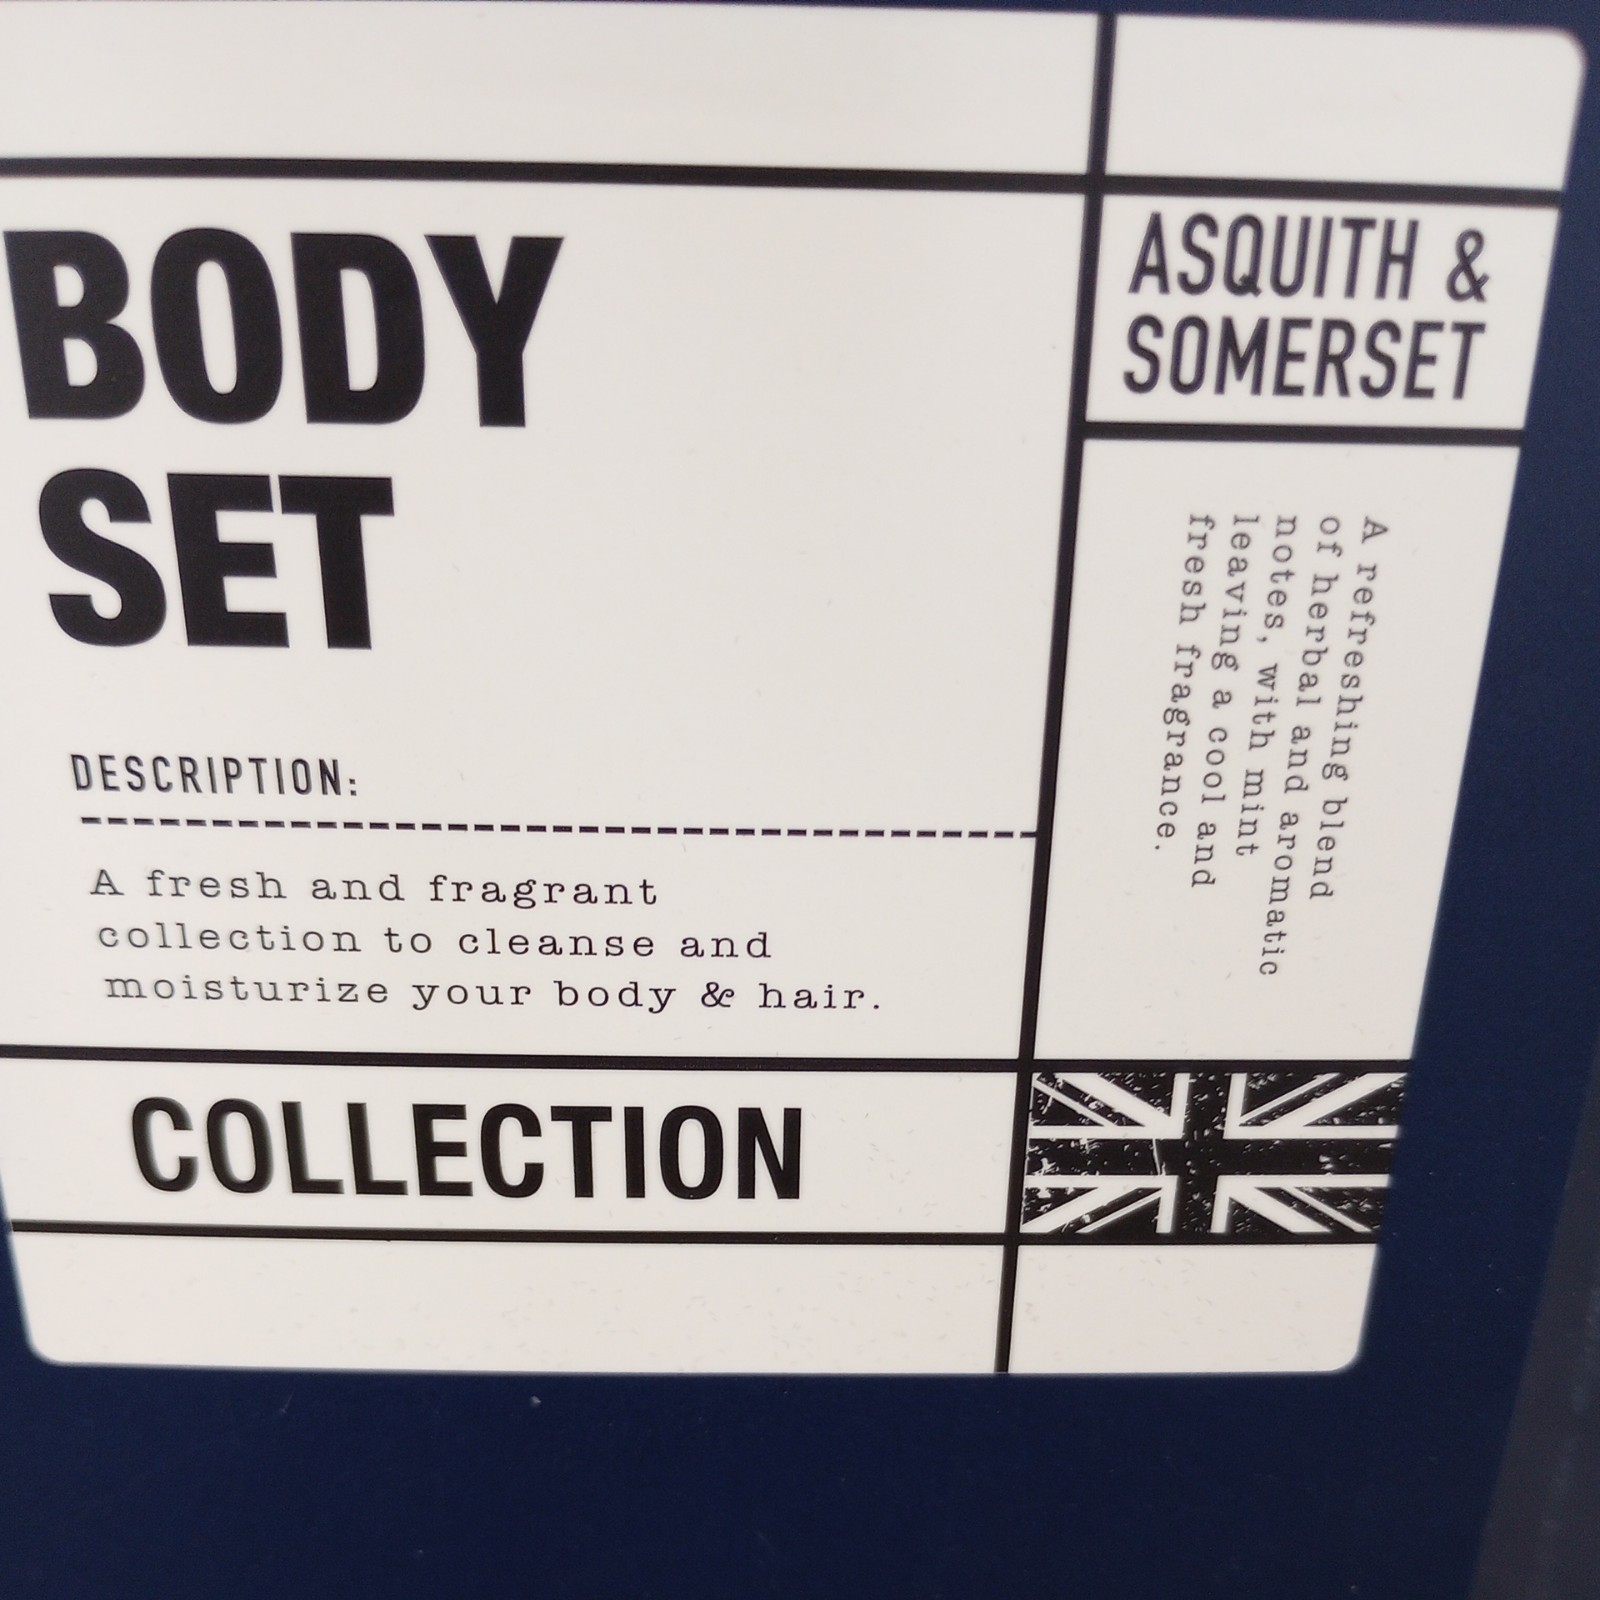 BODY
SET
DESCRIPTION:
A fresh and fragrant
collection to cleanse and
moisturize your body & hair.
COLLECTION
ASQUITH &
SOMERSET
A refreshing blend
of herbal and aromatic
notes, with mint
leaving a cool and
fresh fragrance.